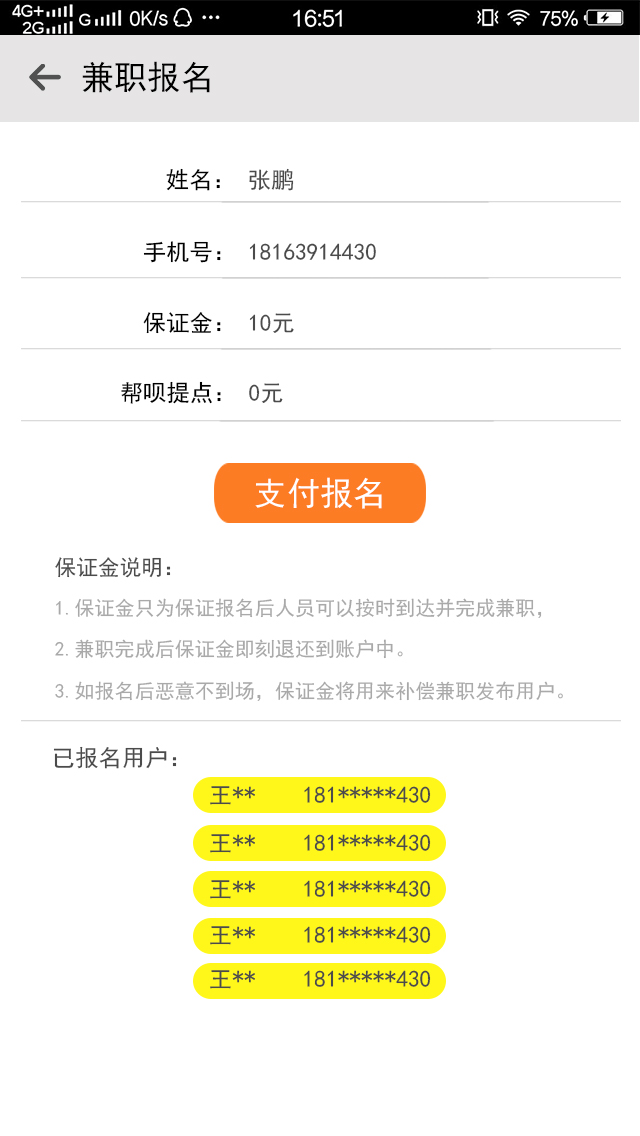 4G+ 2G G 0K/s ··· 16:51 75%
兼职报名
姓名: 张鹏
手机号: 18163914430
保证金: 10元
帮呗提点: 0元
支付报名
保证金说明:
1. 保证金只为保证报名后人员可以按时到达并完成兼职,
2. 兼职完成后保证金即刻退还到账户中。
3. 如报名后恶意不到场, 保证金将用来补偿兼职发布用户。
已报名用户:
王** 181*****430
王** 181*****430
王** 181*****430
王** 181*****430
王** 181*****430